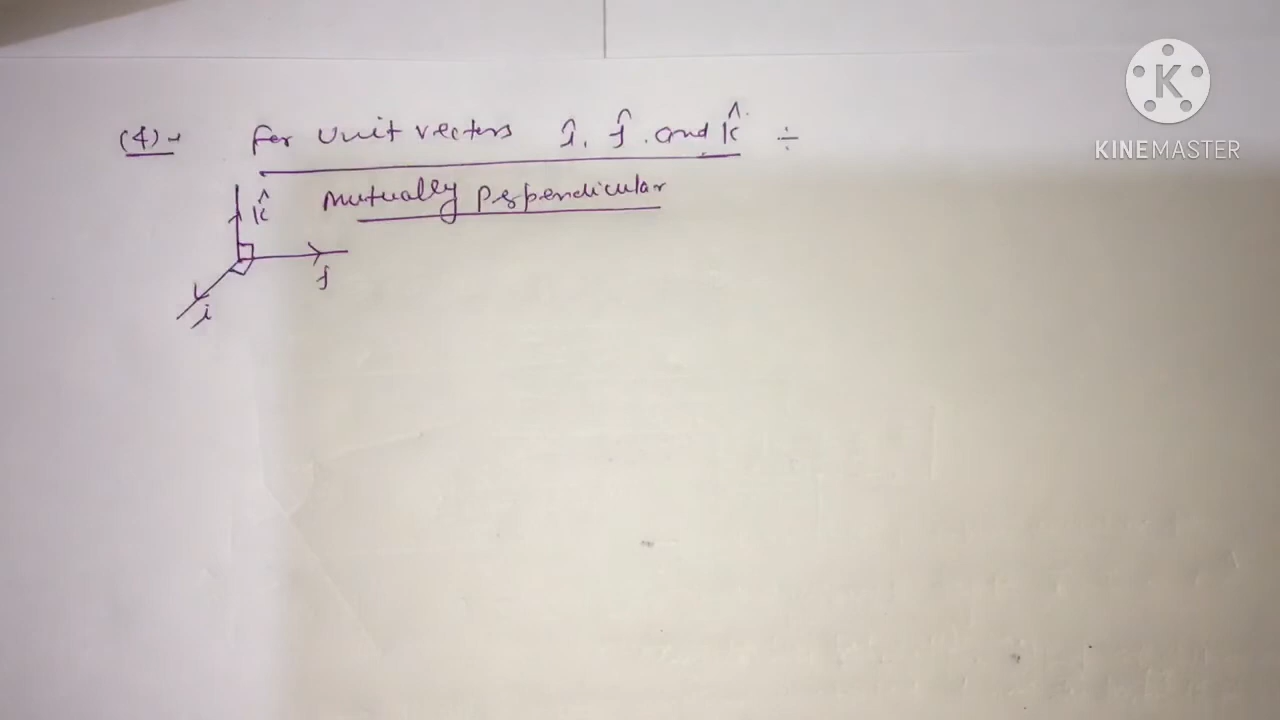 (4)→ For unit vectors î, ĵ and k̂ ÷
Mutually perpendicular
k̂
j
i
K
KINEMASTER